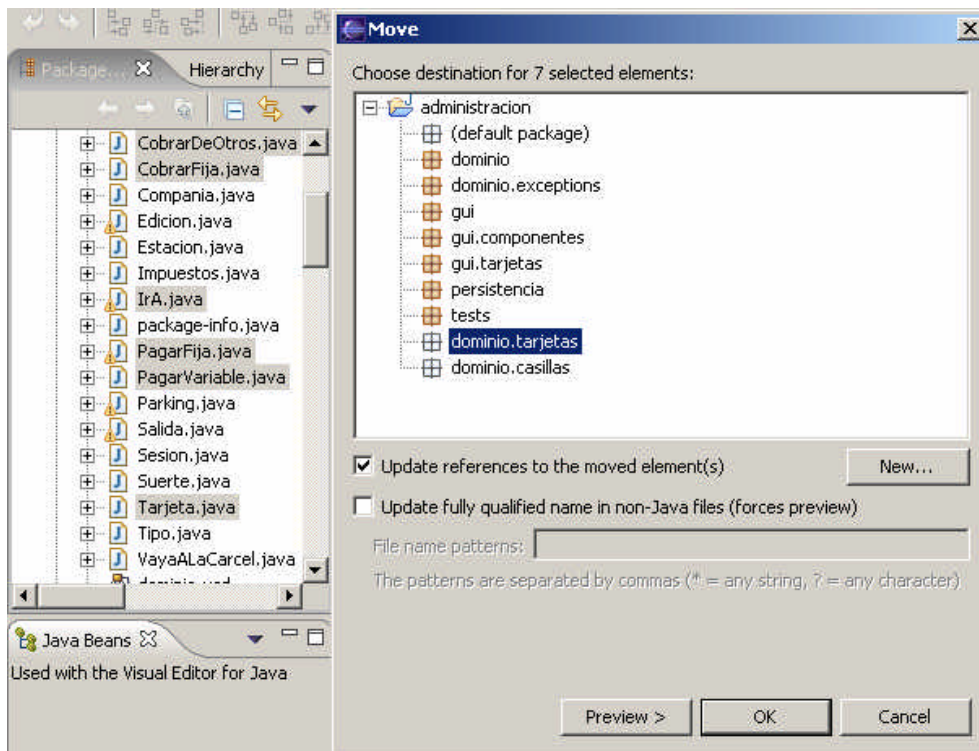 Package...
Hierarchy
CobrarDeOtros.java
CobrarFija.java
Compania.java
Edicion.java
Estacion.java
Impuestos.java
IrA.java
package-info.java
PagarFija.java
PagarVariable.java
Parking.java
Salida.java
Sesion.java
Suerte.java
Tarjeta.java
Tipo.java
VayaALaCarcel.java
Java Beans
Used with the Visual Editor for Java
Move
Choose destination for 7 selected elements:
administracion
(default package)
dominio
dominio.exceptions
gui
gui.componentes
gui.tarjetas
persistencia
tests
dominio.tarjetas
dominio.casillas
Update references to the moved element(s)
New...
Update fully qualified name in non-Java files (forces preview)
File name patterns:
The patterns are separated by commas (* = any string, ? = any character)
Preview >
OK
Cancel